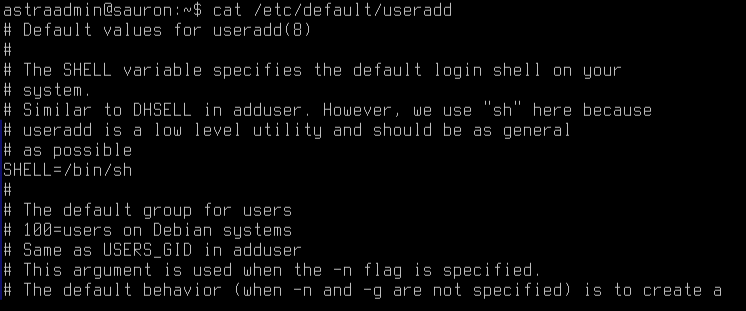 astraadmin@sauron:~$ cat /etc/default/useradd
# Default values for useradd(8)
#
# The SHELL variable specifies the default login shell on your
# system.
# Similar to DHSELL in adduser. However, we use "sh" here because
# useradd is a low level utility and should be as general
# as possible
SHELL=/bin/sh
#
# The default group for users
# 100=users on Debian systems
# Same as USERS_GID in adduser
# This argument is used when the -n flag is specified.
# The default behavior (when -n and -g are not specified) is to create a